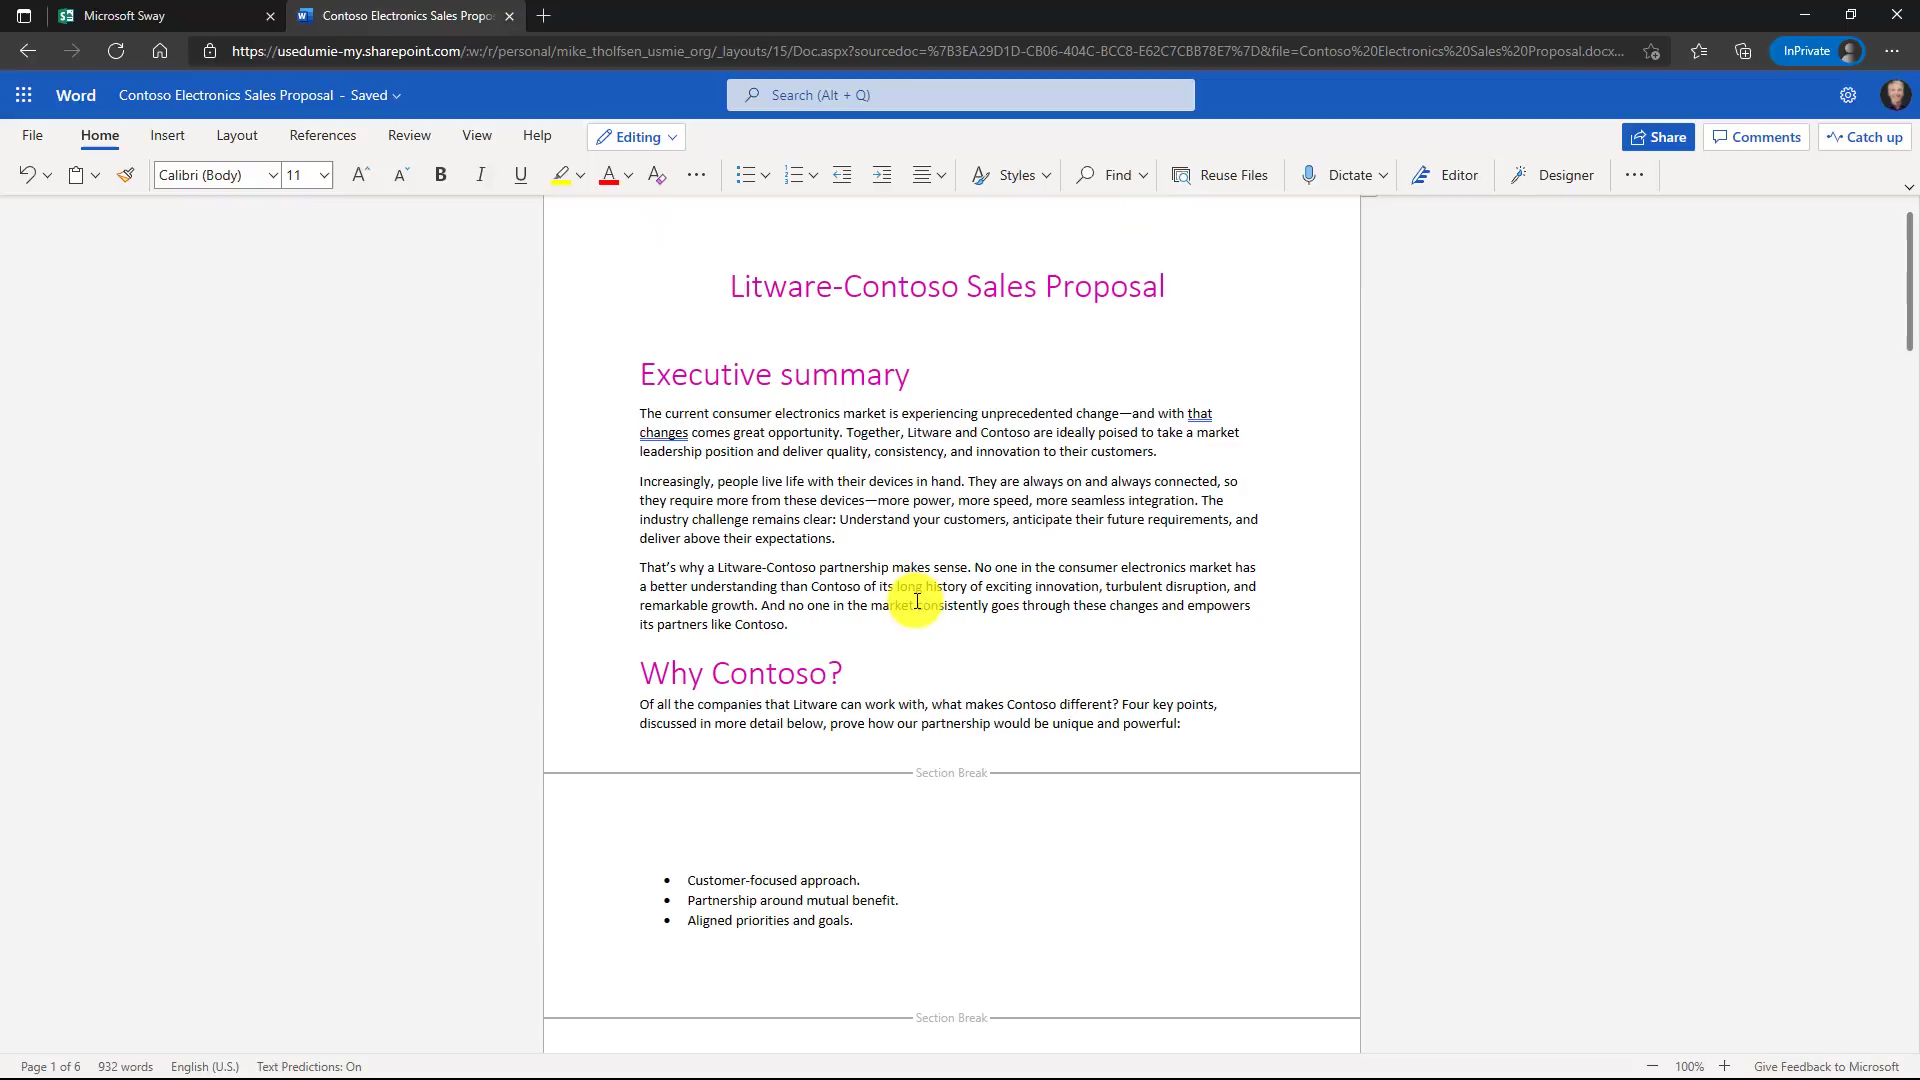 Microsoft Sway
Contoso Electronics Sales Propo
https://usedumie-my.sharepoint.com/:w:/r/personal/mike_tholfsen_usmie_org/_layouts/15/Doc.aspx?sourcedoc=%7B3EA29D1D-CB06-404C-BCC8-E62C7CBB78E7%7D&file=Contoso%20Electronics%20Sales%20Proposal.docx...
InPrivate
Word
Contoso Electronics Sales Proposal - Saved
Search (Alt + Q)
File Home Insert Layout References Review View Help Editing Share Comments Catch up
Calibri (Body) 11 A A B I U A A Styles Find Reuse Files Dictate Editor Designer
Litware-Contoso Sales Proposal
Executive summary
The current consumer electronics market is experiencing unprecedented change—and with that
changes comes great opportunity. Together, Litware and Contoso are ideally poised to take a market
leadership position and deliver quality, consistency, and innovation to their customers.
Increasingly, people live life with their devices in hand. They are always on and always connected, so
they require more from these devices—more power, more speed, more seamless integration. The
industry challenge remains clear: Understand your customers, anticipate their future requirements, and
deliver above their expectations.
That's why a Litware-Contoso partnership makes sense. No one in the consumer electronics market has
a better understanding than Contoso of its long history of exciting innovation, turbulent disruption, and
remarkable growth. And no one in the market consistently goes through these changes and empowers
its partners like Contoso.
Why Contoso?
Of all the companies that Litware can work with, what makes Contoso different? Four key points,
discussed in more detail below, prove how our partnership would be unique and powerful:
Section Break
• Customer-focused approach.
• Partnership around mutual benefit.
• Aligned priorities and goals.
Section Break
Page 1 of 6 932 words English (U.S.) Text Predictions: On 100% Give Feedback to Microsoft